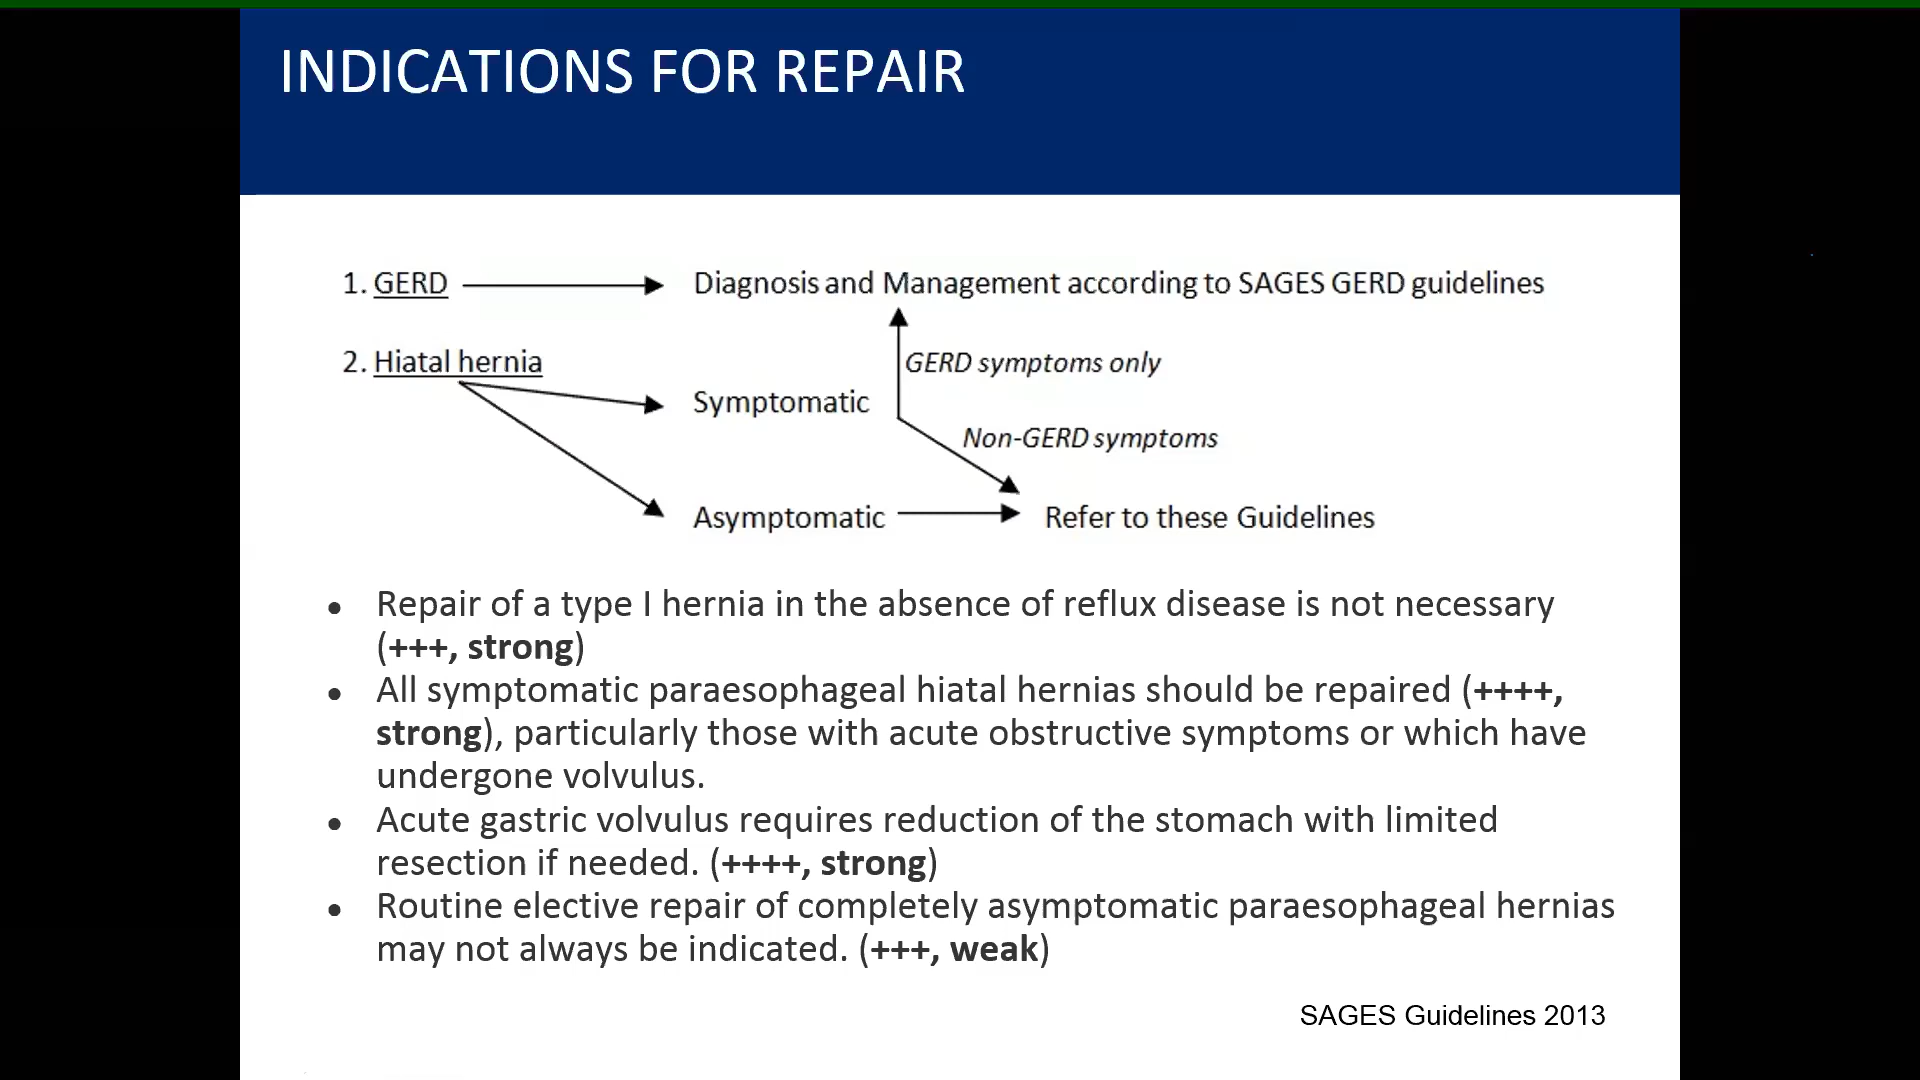 INDICATIONS FOR REPAIR
1. GERD Diagnosis and Management according to SAGES GERD guidelines
2. Hiatal hernia GERD symptoms only
Symptomatic
Non-GERD symptoms
Asymptomatic Refer to these Guidelines
• Repair of a type I hernia in the absence of reflux disease is not necessary
(+++, strong)
• All symptomatic paraesophageal hiatal hernias should be repaired (++++,
strong), particularly those with acute obstructive symptoms or which have
undergone volvulus.
• Acute gastric volvulus requires reduction of the stomach with limited
resection if needed. (++++, strong)
• Routine elective repair of completely asymptomatic paraesophageal hernias
may not always be indicated. (+++, weak)
SAGES Guidelines 2013